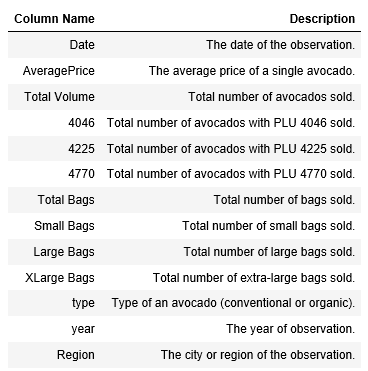 Column Name Description
Date The date of the observation.
AveragePrice The average price of a single avocado.
Total Volume Total number of avocados sold.
4046 Total number of avocados with PLU 4046 sold.
4225 Total number of avocados with PLU 4225 sold.
4770 Total number of avocados with PLU 4770 sold.
Total Bags Total number of bags sold.
Small Bags Total number of small bags sold.
Large Bags Total number of large bags sold.
XLarge Bags Total number of extra-large bags sold.
type Type of an avocado (conventional or organic).
year The year of observation.
Region The city or region of the observation.